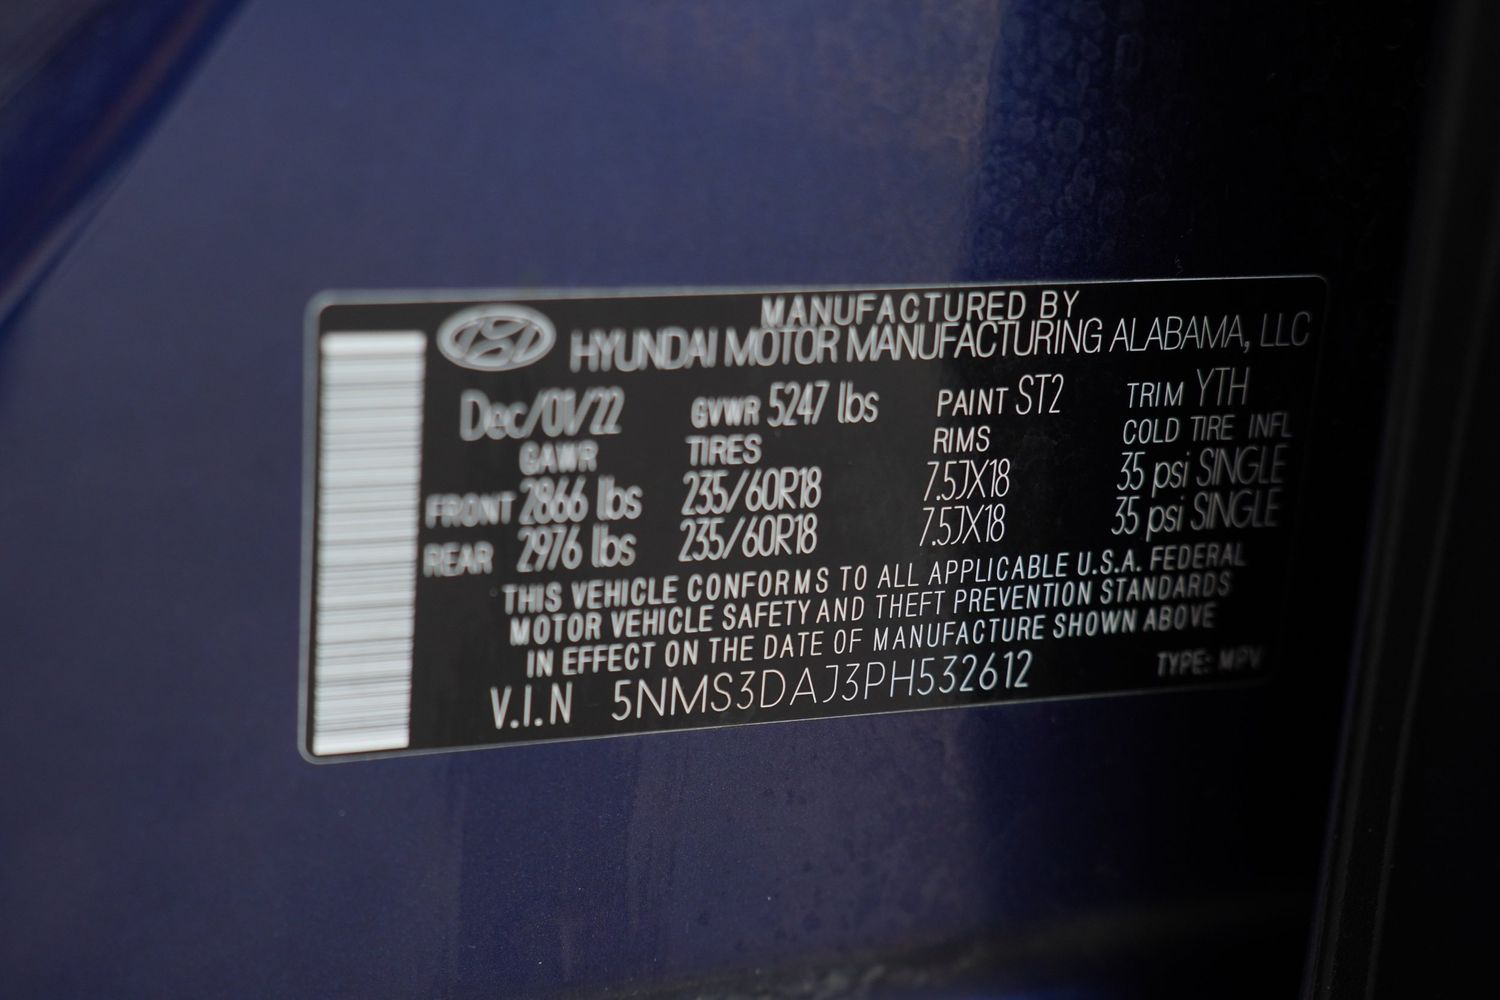 MANUFACTURED BY
HYUNDAI MOTOR MANUFACTURING ALABAMA, LLC
Dec/01/22 GVWR 5247 lbs PAINT ST2 TRIM YTH
GAWR TIRES RIMS COLD TIRE INFL
FRONT 2866 lbs 235/60R18 7.5JX18 35 psi SINGLE
REAR 2976 lbs 235/60R18 7.5JX18 35 psi SINGLE
THIS VEHICLE CONFORMS TO ALL APPLICABLE U.S.A. FEDERAL
MOTOR VEHICLE SAFETY AND THEFT PREVENTION STANDARDS
IN EFFECT ON THE DATE OF MANUFACTURE SHOWN ABOVE
V.I.N 5NMS3DAJ3PH532612 TYPE: MPV